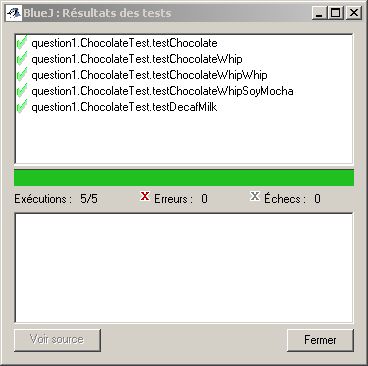 BlueJ : Résultats des tests
question1.ChocolateTest.testChocolate
question1.ChocolateTest.testChocolateWhip
question1.ChocolateTest.testChocolateWhipWhip
question1.ChocolateTest.testChocolateWhipSoyMocha
question1.ChocolateTest.testDecafMilk
Exécutions : 5/5 X Erreurs : 0 X Échecs : 0
Voir source Fermer